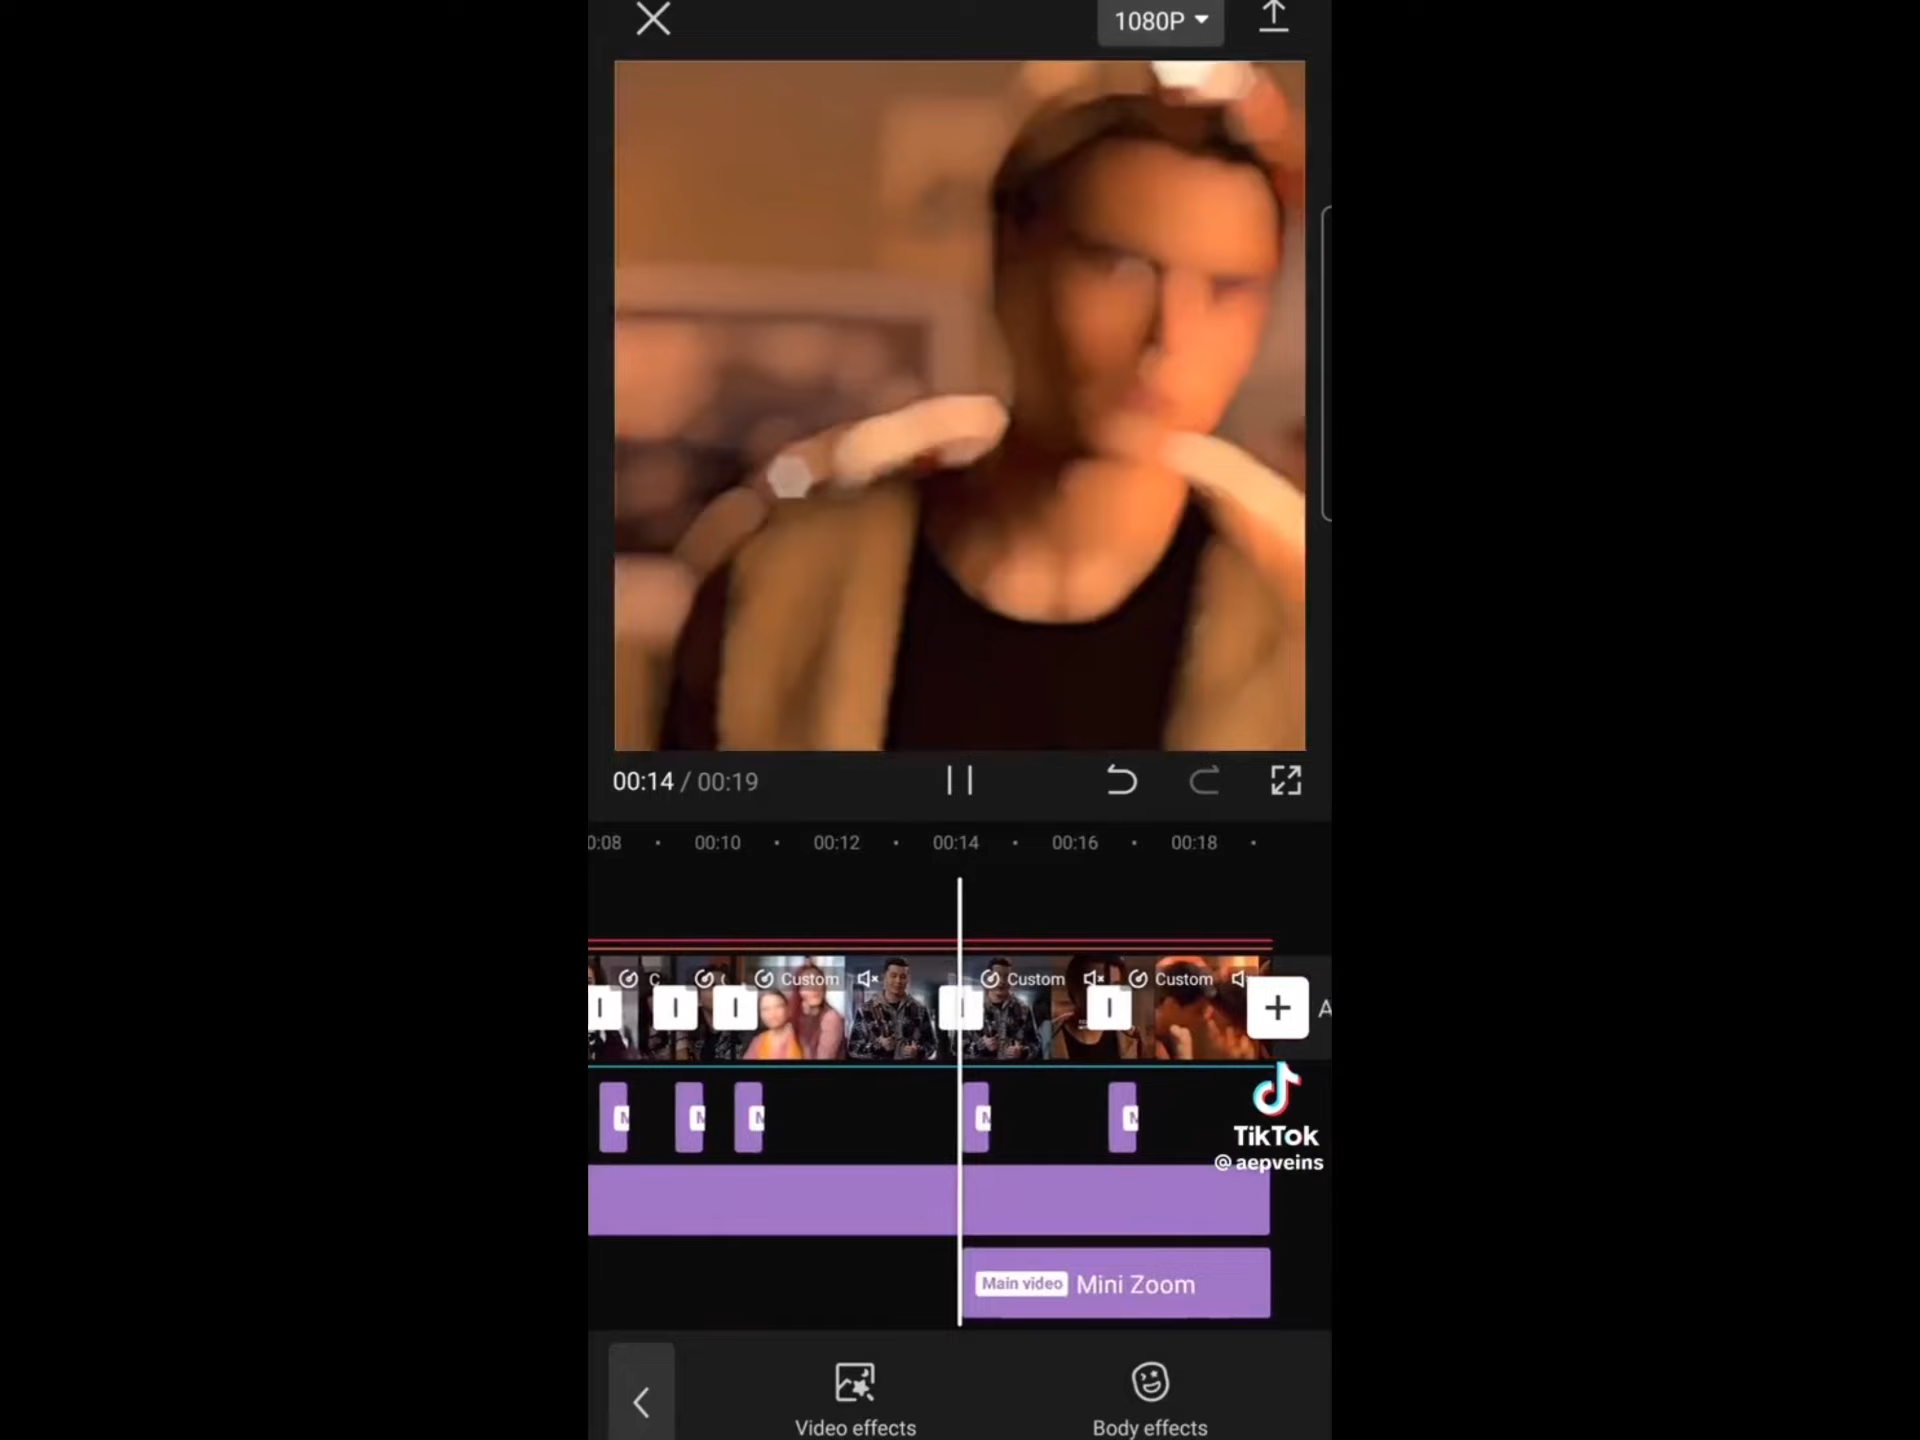 1080P
00:14 / 00:19
0:08 00:10 00:12 00:14 00:16 00:18
C Custom Custom Custom
TikTok
@aepveins
Main video Mini Zoom
Video effects Body effects